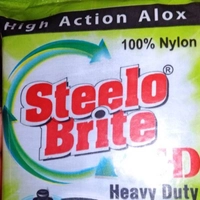 High Action Alox
100% Nylon
Steelo®
Brite
Heavy Duty